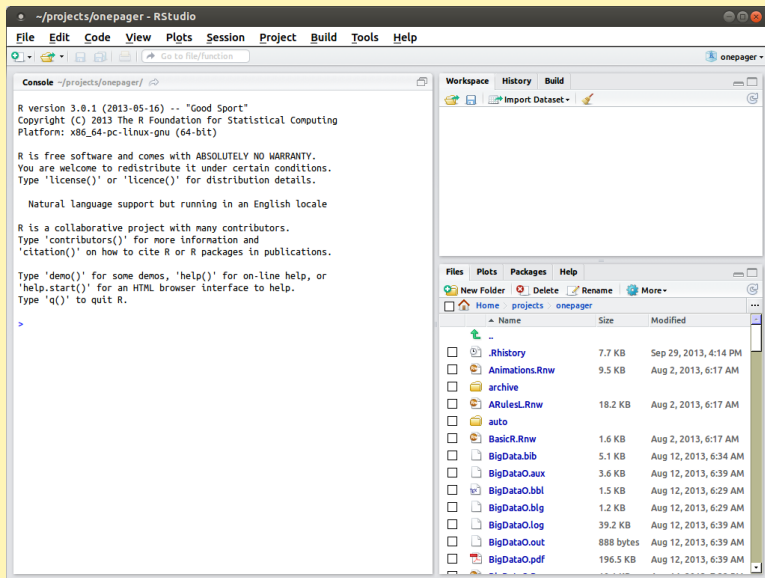 ~/projects/onepager - RStudio
File Edit Code View Plots Session Project Build Tools Help
Go to file/function
onepager
Console ~/projects/onepager/
R version 3.0.1 (2013-05-16) -- "Good Sport"
Copyright (C) 2013 The R Foundation for Statistical Computing
Platform: x86_64-pc-linux-gnu (64-bit)
R is free software and comes with ABSOLUTELY NO WARRANTY.
You are welcome to redistribute it under certain conditions.
Type 'license()' or 'licence()' for distribution details.
Natural language support but running in an English locale
R is a collaborative project with many contributors.
Type 'contributors()' for more information and
'citation()' on how to cite R or R packages in publications.
Type 'demo()' for some demos, 'help()' for on-line help, or
'help.start()' for an HTML browser interface to help.
Type 'q()' to quit R.
>
Workspace History Build
Import Dataset
Files Plots Packages Help
New Folder Delete Rename More
Home projects onepager ...
Name Size Modified
..
.Rhistory 7.7 KB Sep 29, 2013, 4:14 PM
Animations.Rnw 9.5 KB Aug 2, 2013, 6:17 AM
archive
ARulesL.Rnw 18.2 KB Aug 2, 2013, 6:17 AM
auto
BasicR.Rnw 1.6 KB Aug 2, 2013, 6:17 AM
BigData.bib 5.1 KB Aug 12, 2013, 6:34 AM
BigDataO.aux 3.6 KB Aug 12, 2013, 6:39 AM
BigDataO.bbl 1.5 KB Aug 12, 2013, 6:29 AM
BigDataO.blg 1.2 KB Aug 12, 2013, 6:29 AM
BigDataO.log 39.2 KB Aug 12, 2013, 6:39 AM
BigDataO.out 888 bytes Aug 12, 2013, 6:39 AM
BigDataO.pdf 196.5 KB Aug 12, 2013, 6:39 AM